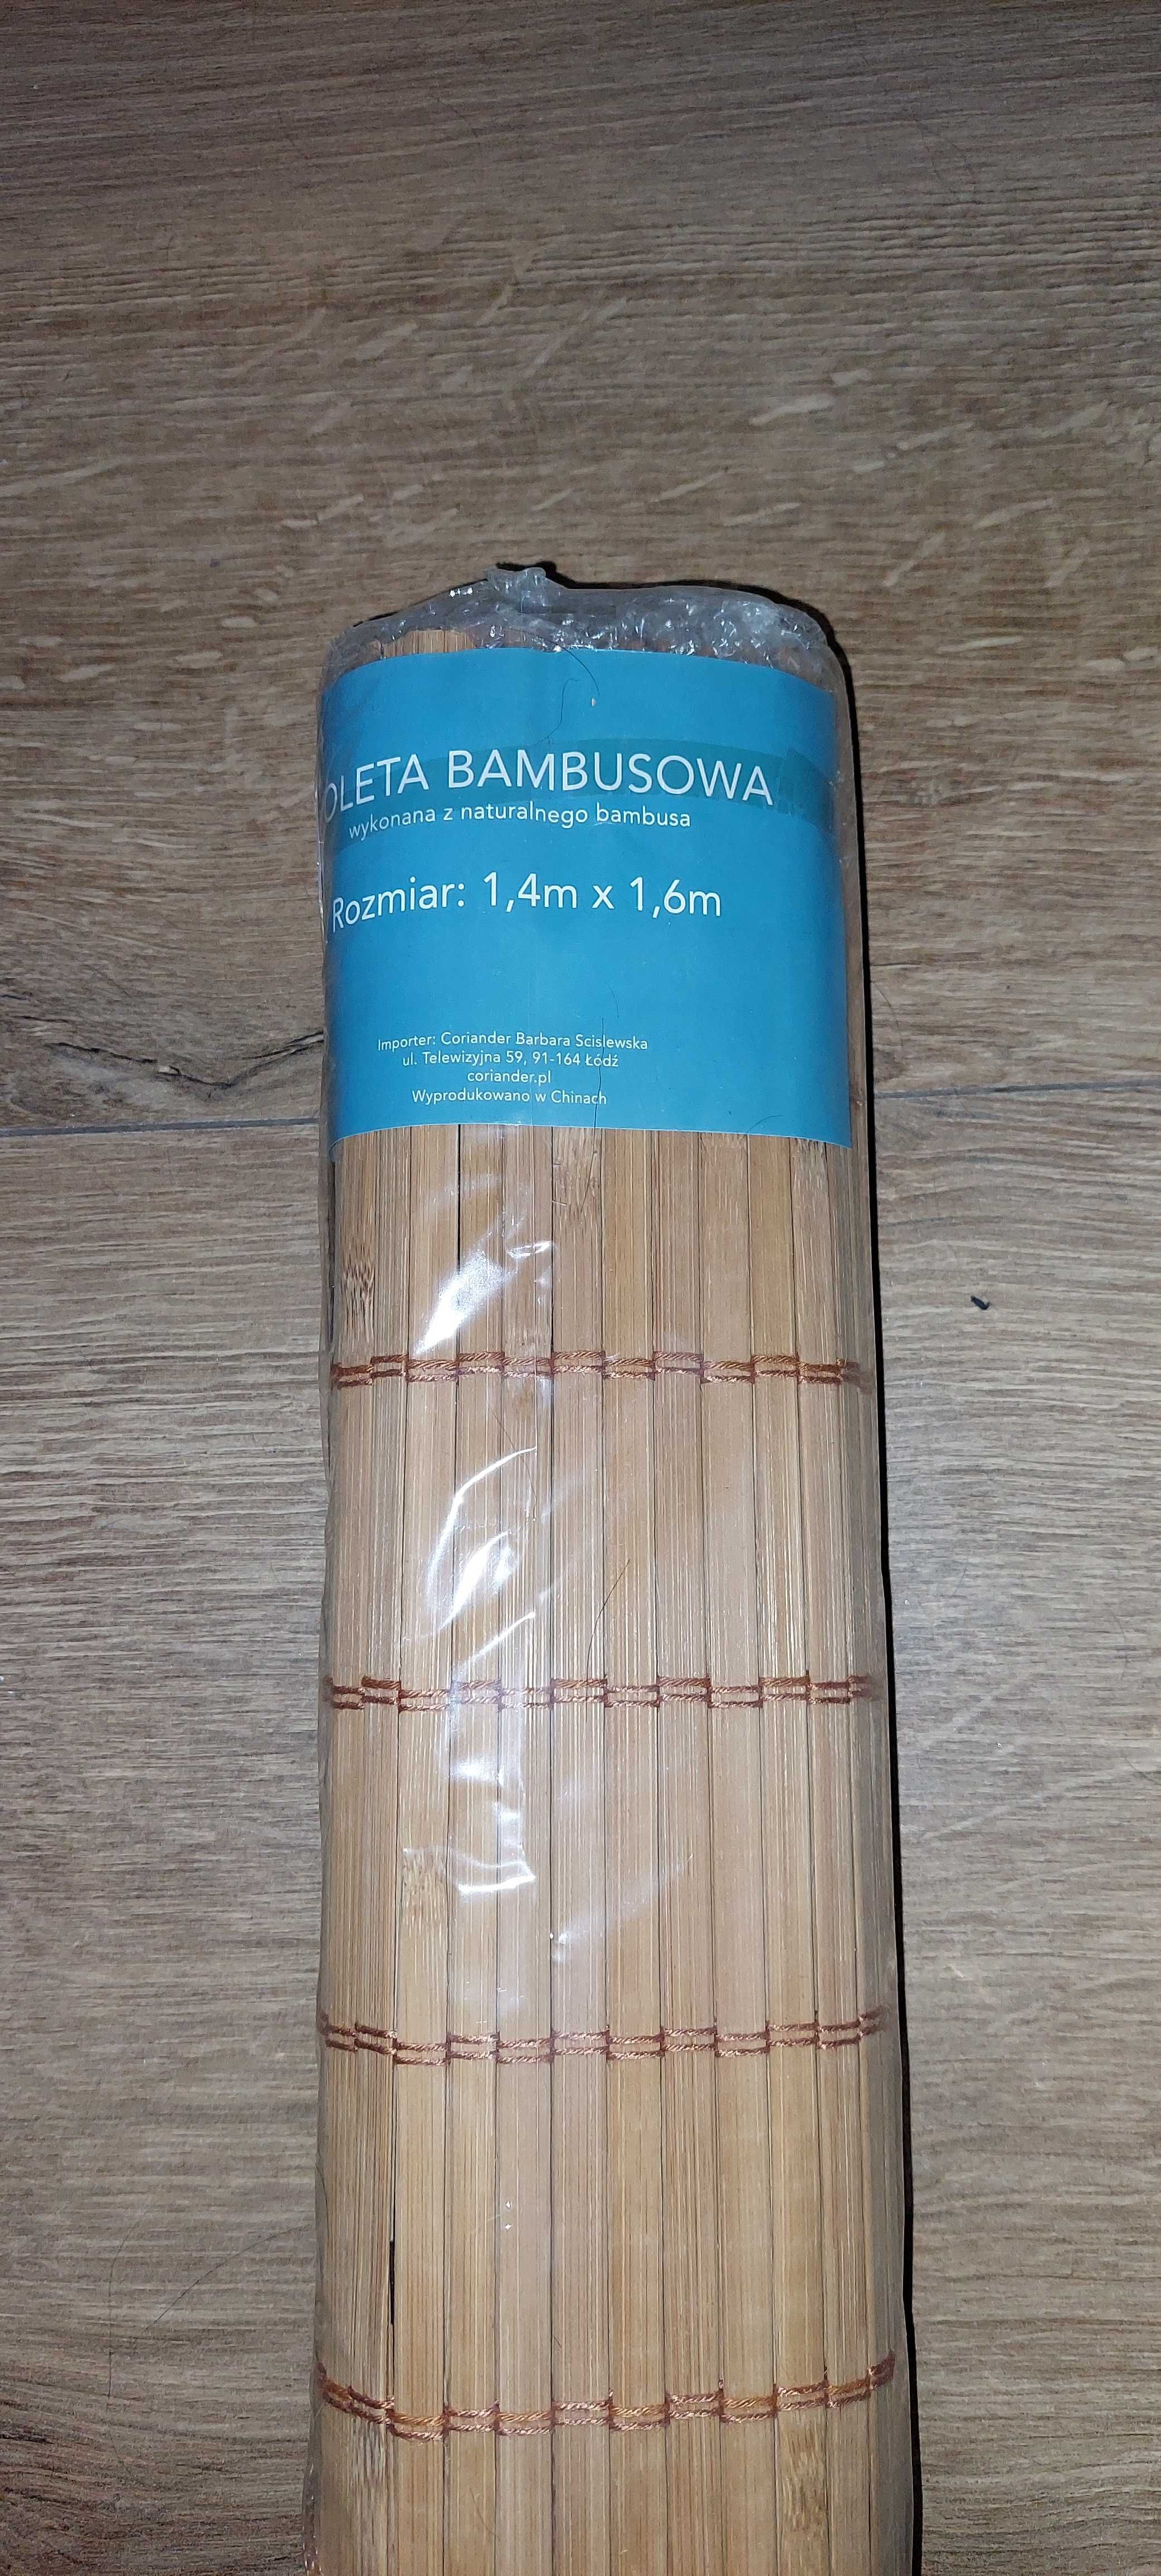 OLETA BAMBUSOWA
wykonana z naturalnego bambusa
Rozmiar: 1,4m x 1,6m
Importer: Coriander Barbara Scislewska
ul. Telewizyjna 59, 91-164 Łódź
coriander.pl
Wyprodukowano w Chinach